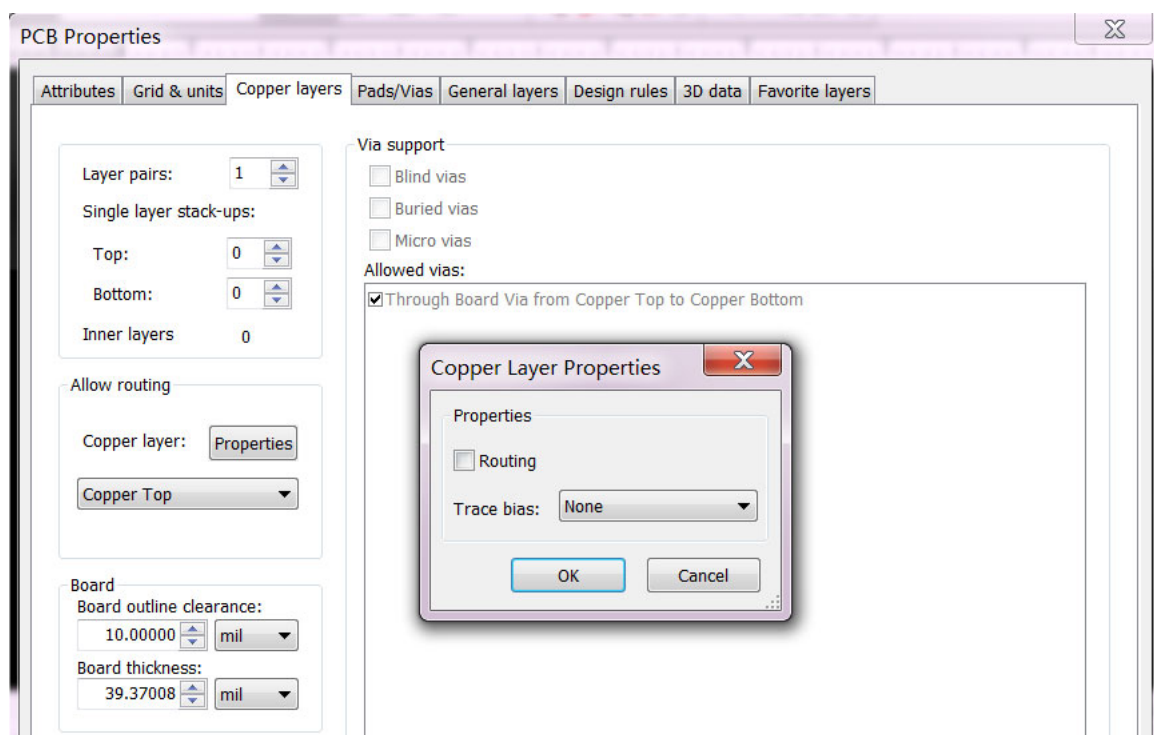 PCB Properties
Attributes Grid & units Copper layers Pads/Vias General layers Design rules 3D data Favorite layers
Layer pairs: 1
Single layer stack-ups:
Top: 0
Bottom: 0
Inner layers 0
Allow routing
Copper layer: Properties
Copper Top
Board
Board outline clearance:
10.00000 mil
Board thickness:
39.37008 mil
Via support
Blind vias
Buried vias
Micro vias
Allowed vias:
Through Board Via from Copper Top to Copper Bottom
Copper Layer Properties
Properties
Routing
Trace bias: None
OK Cancel